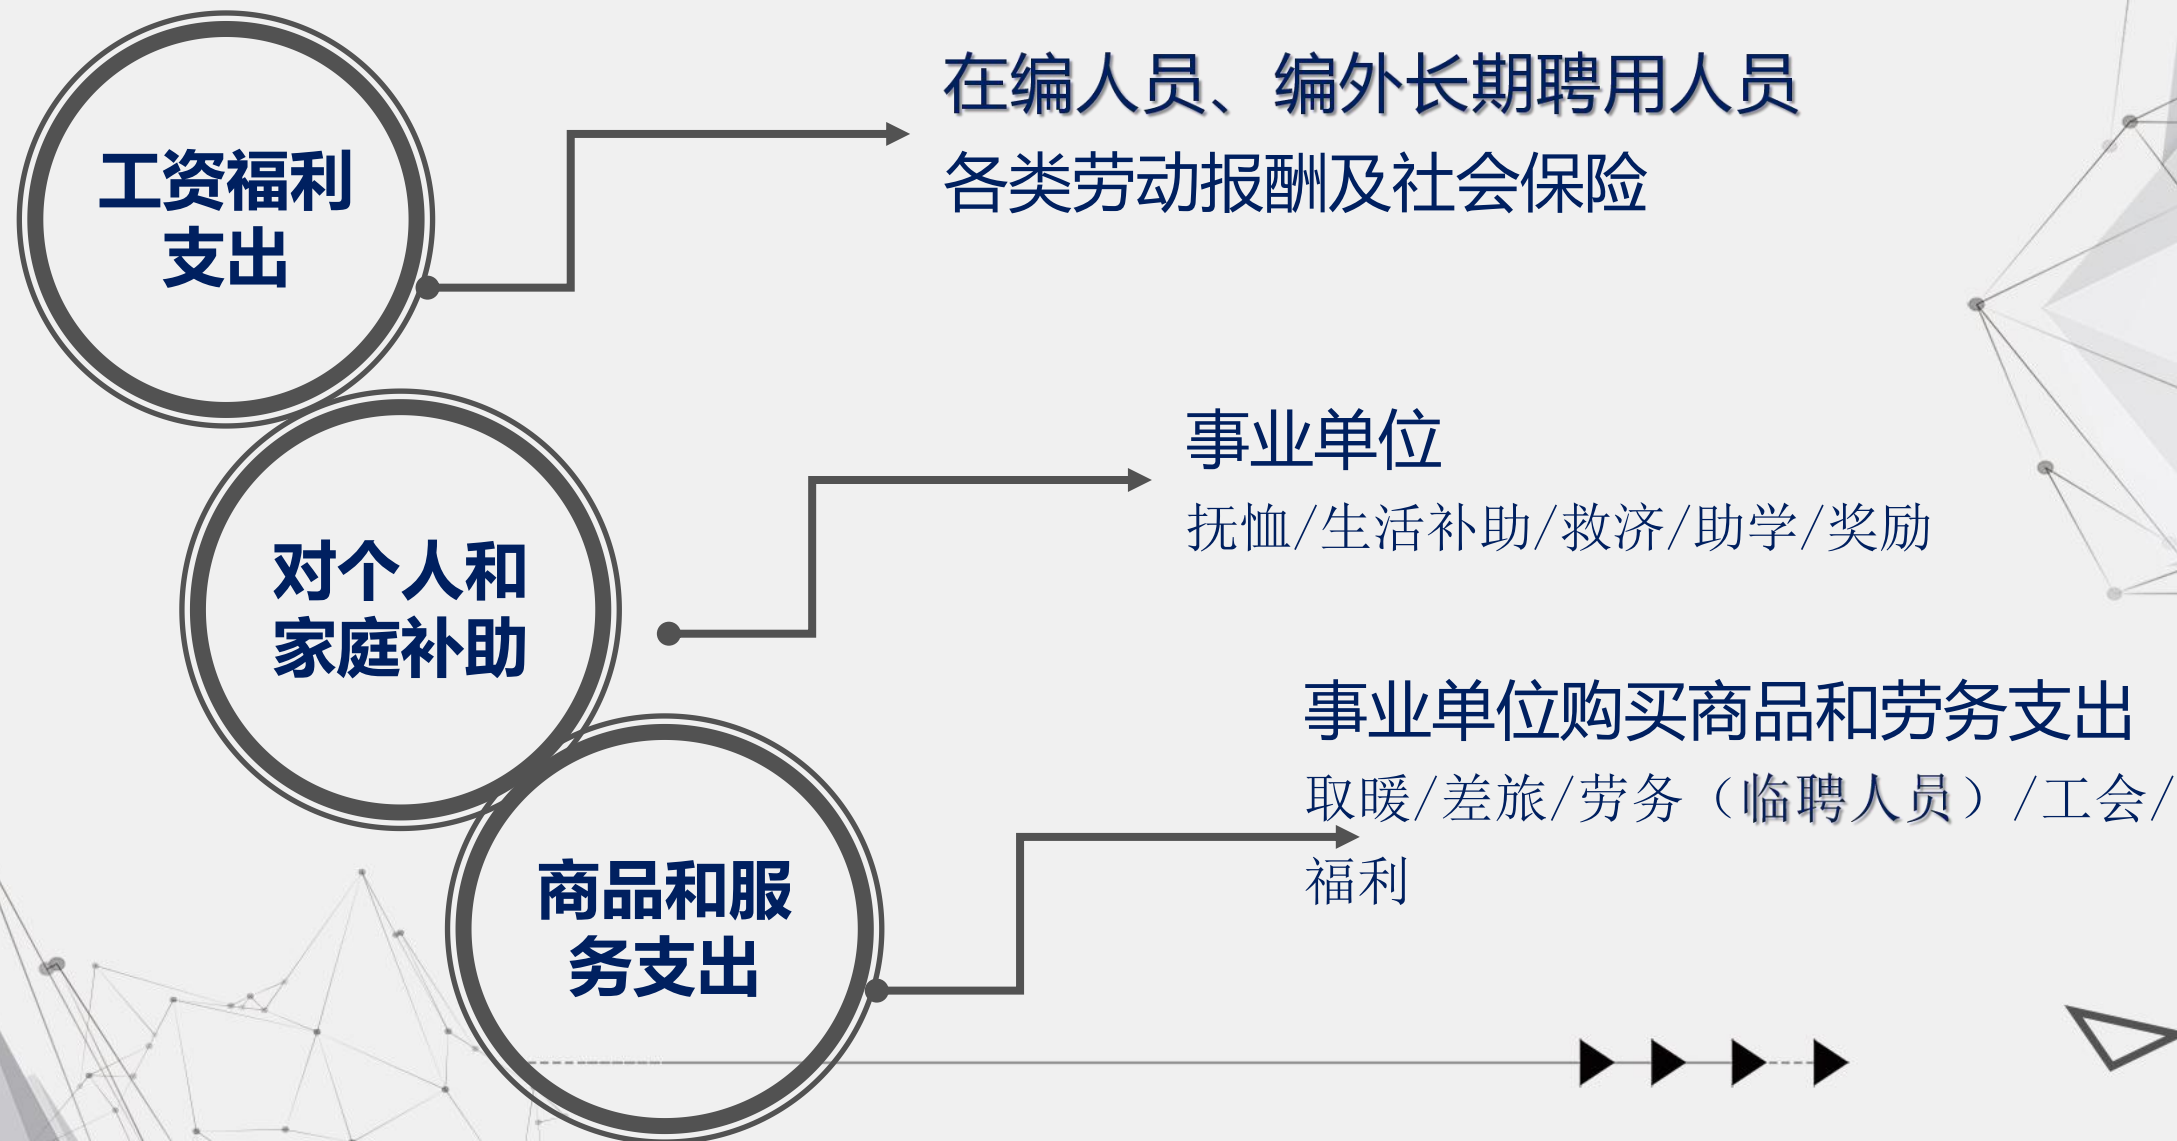 工资福利
支出
在编人员、编外长期聘用人员
各类劳动报酬及社会保险
对个人和
家庭补助
事业单位
抚恤/生活补助/救济/助学/奖励
商品和服
务支出
事业单位购买商品和劳务支出
取暖/差旅/劳务（临聘人员）/工会/
福利